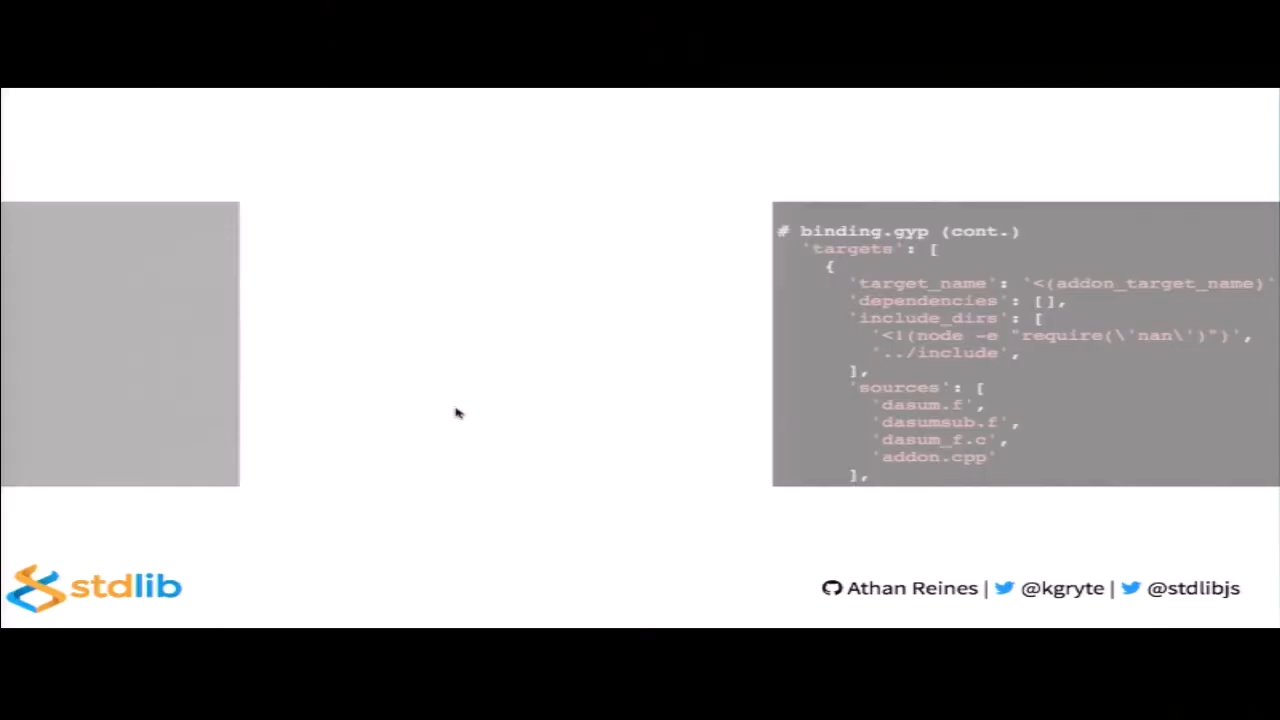 # binding.gyp (cont.)
'targets': [
{
'target_name': '<(addon_target_name)'
'dependencies': [],
'include_dirs': [
'<!(node -e "require(\'nan\')")',
'../include',
],
'sources': [
'dasum.f',
'dasumsub.f',
'dasum_f.c',
'addon.cpp'
],
stdlib
Athan Reines | @kgryte | @stdlibjs